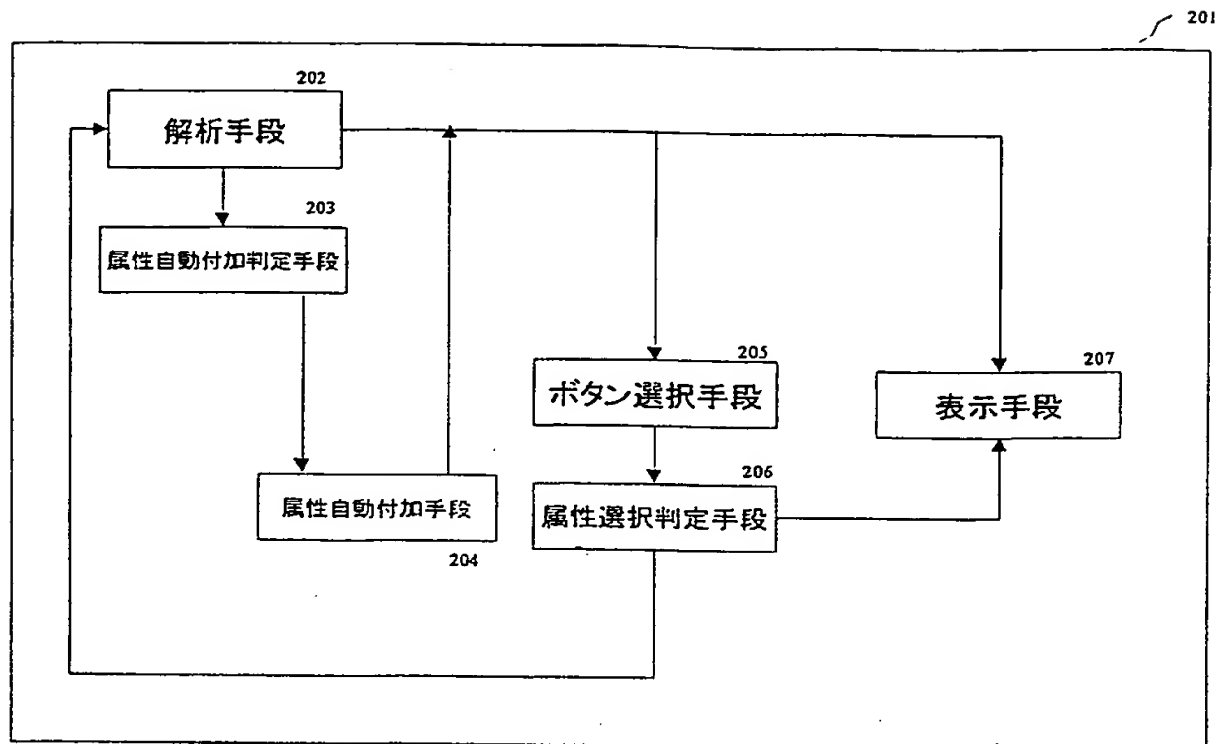 201
202
解析手段
203
属性自動付加判定手段
205
ボタン選択手段
207
表示手段
206
属性選択判定手段
属性自動付加手段
204